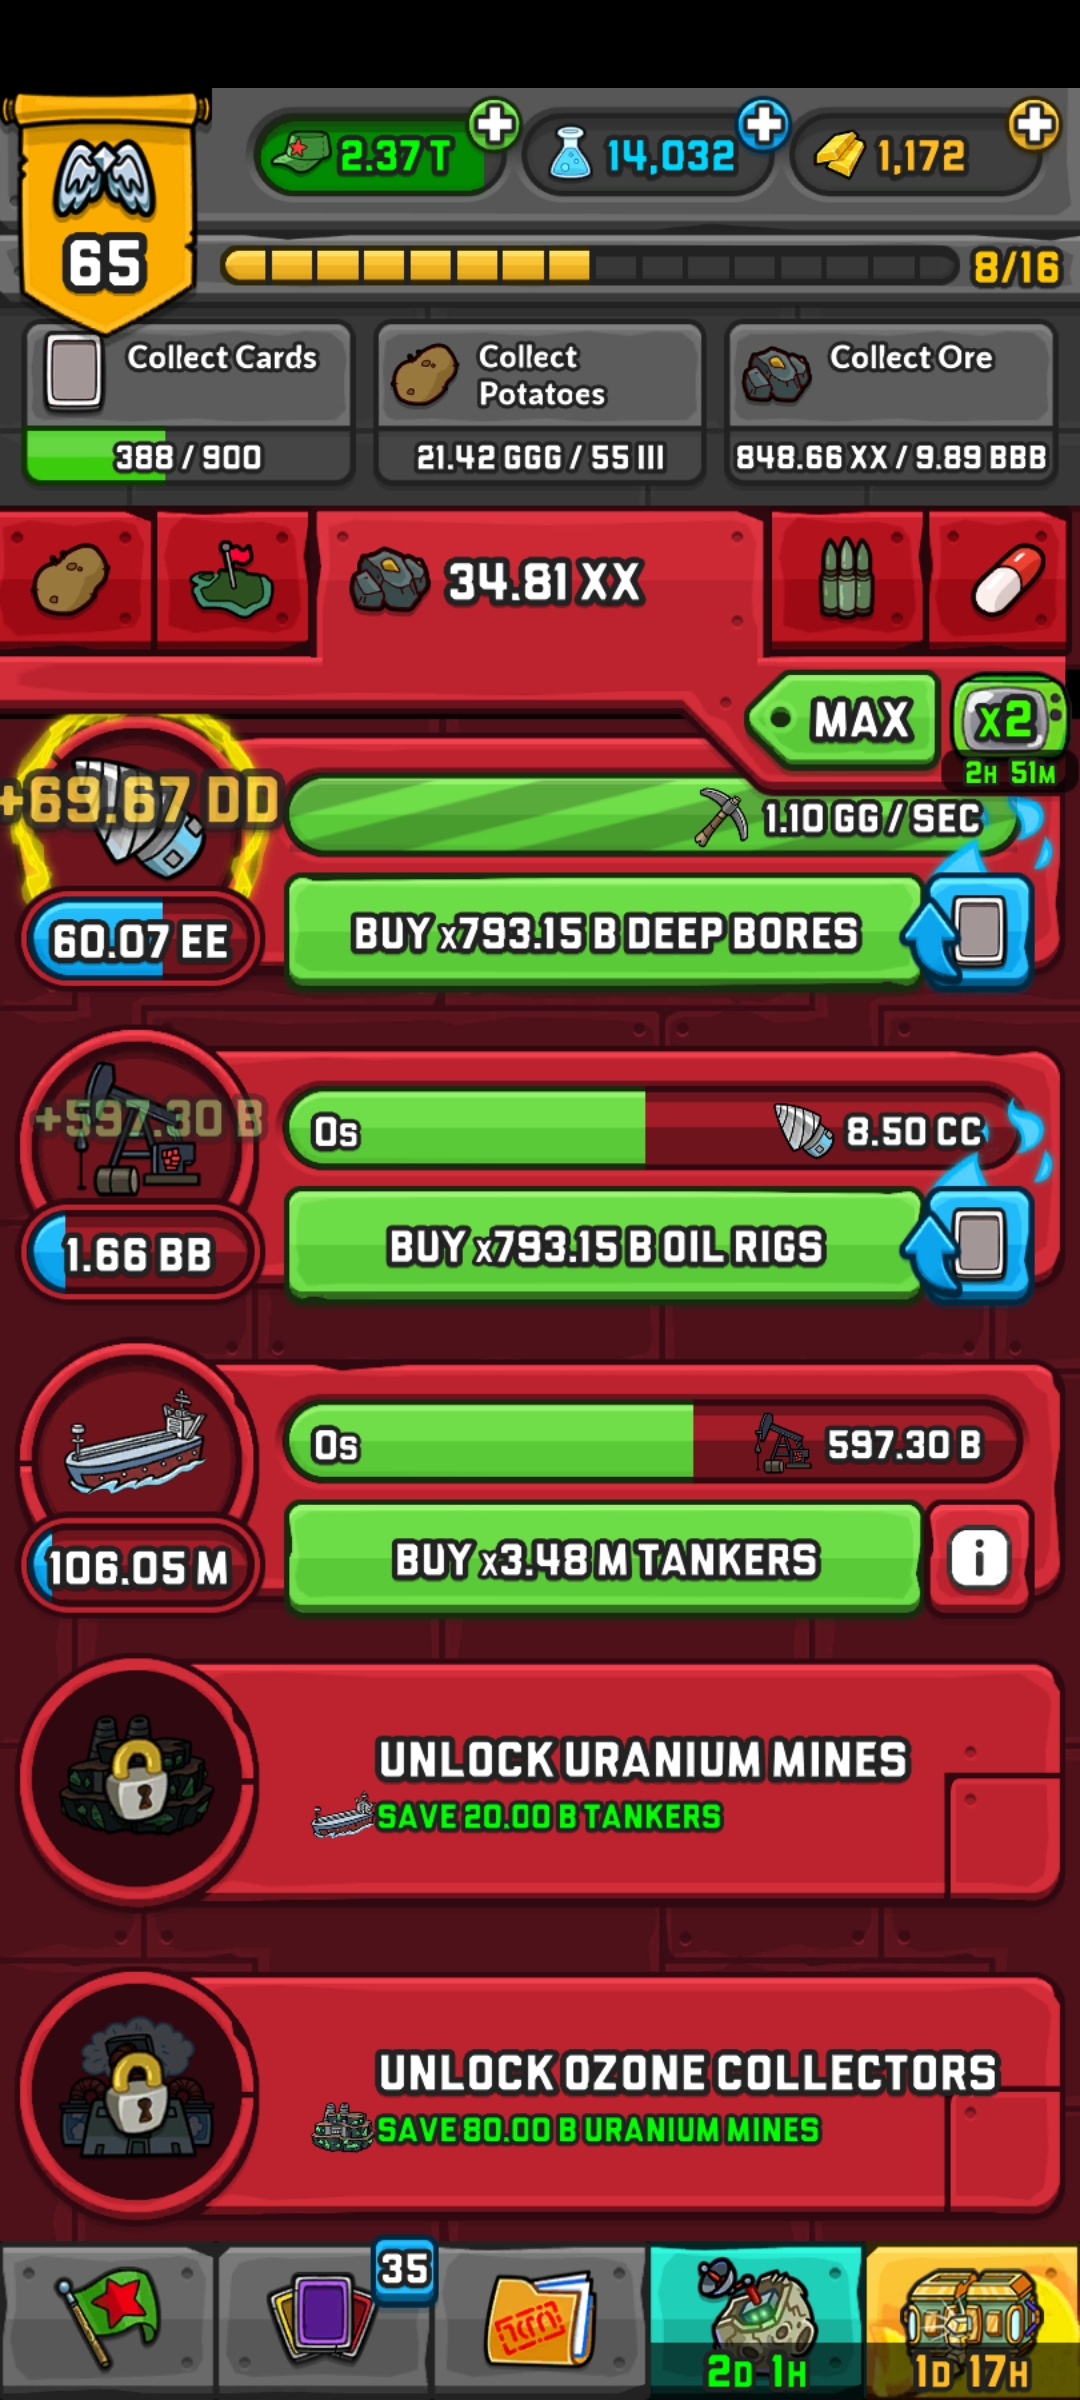 2.37 T
14,032
1,172
65
8/16
Collect Cards
388 / 900
Collect
Potatoes
21.42 GGG / 55 III
Collect Ore
848.66 XX / 9.89 BBB
34.81 XX
MAX
x2
2H 51M
+69.67 DD
1.10 GG / SEC
60.07 EE
BUY x793.15 B DEEP BORES
+597.30 B
0s
8.50 CC
1.66 BB
BUY x793.15 B OIL RIGS
0s
597.30 B
106.05 M
BUY x3.48 M TANKERS
i
UNLOCK URANIUM MINES
SAVE 20.00 B TANKERS
UNLOCK OZONE COLLECTORS
SAVE 80.00 B URANIUM MINES
35
2D 1H
1D 17H